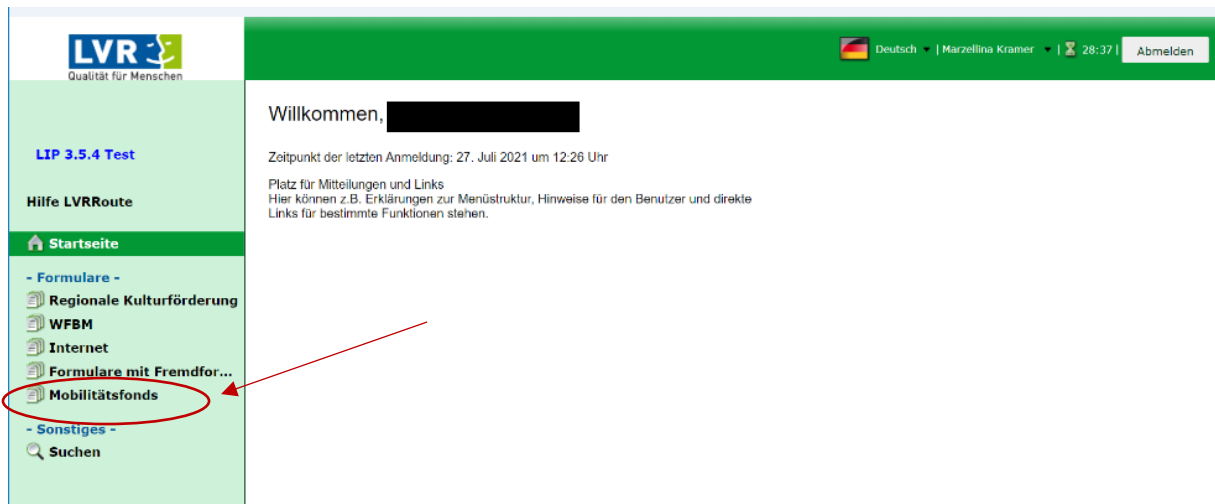 LVR
Qualität für Menschen
Deutsch | Marzellina Kramer | 28:37 | Abmelden
LIP 3.5.4 Test
Hilfe LVRRoute
Startseite
- Formulare -
Regionale Kulturförderung
WFBM
Internet
Formulare mit Fremdfor...
Mobilitätsfonds
- Sonstiges -
Suchen
Willkommen,
Zeitpunkt der letzten Anmeldung: 27. Juli 2021 um 12:26 Uhr
Platz für Mitteilungen und Links
Hier können z.B. Erklärungen zur Menüstruktur, Hinweise für den Benutzer und direkte
Links für bestimmte Funktionen stehen.